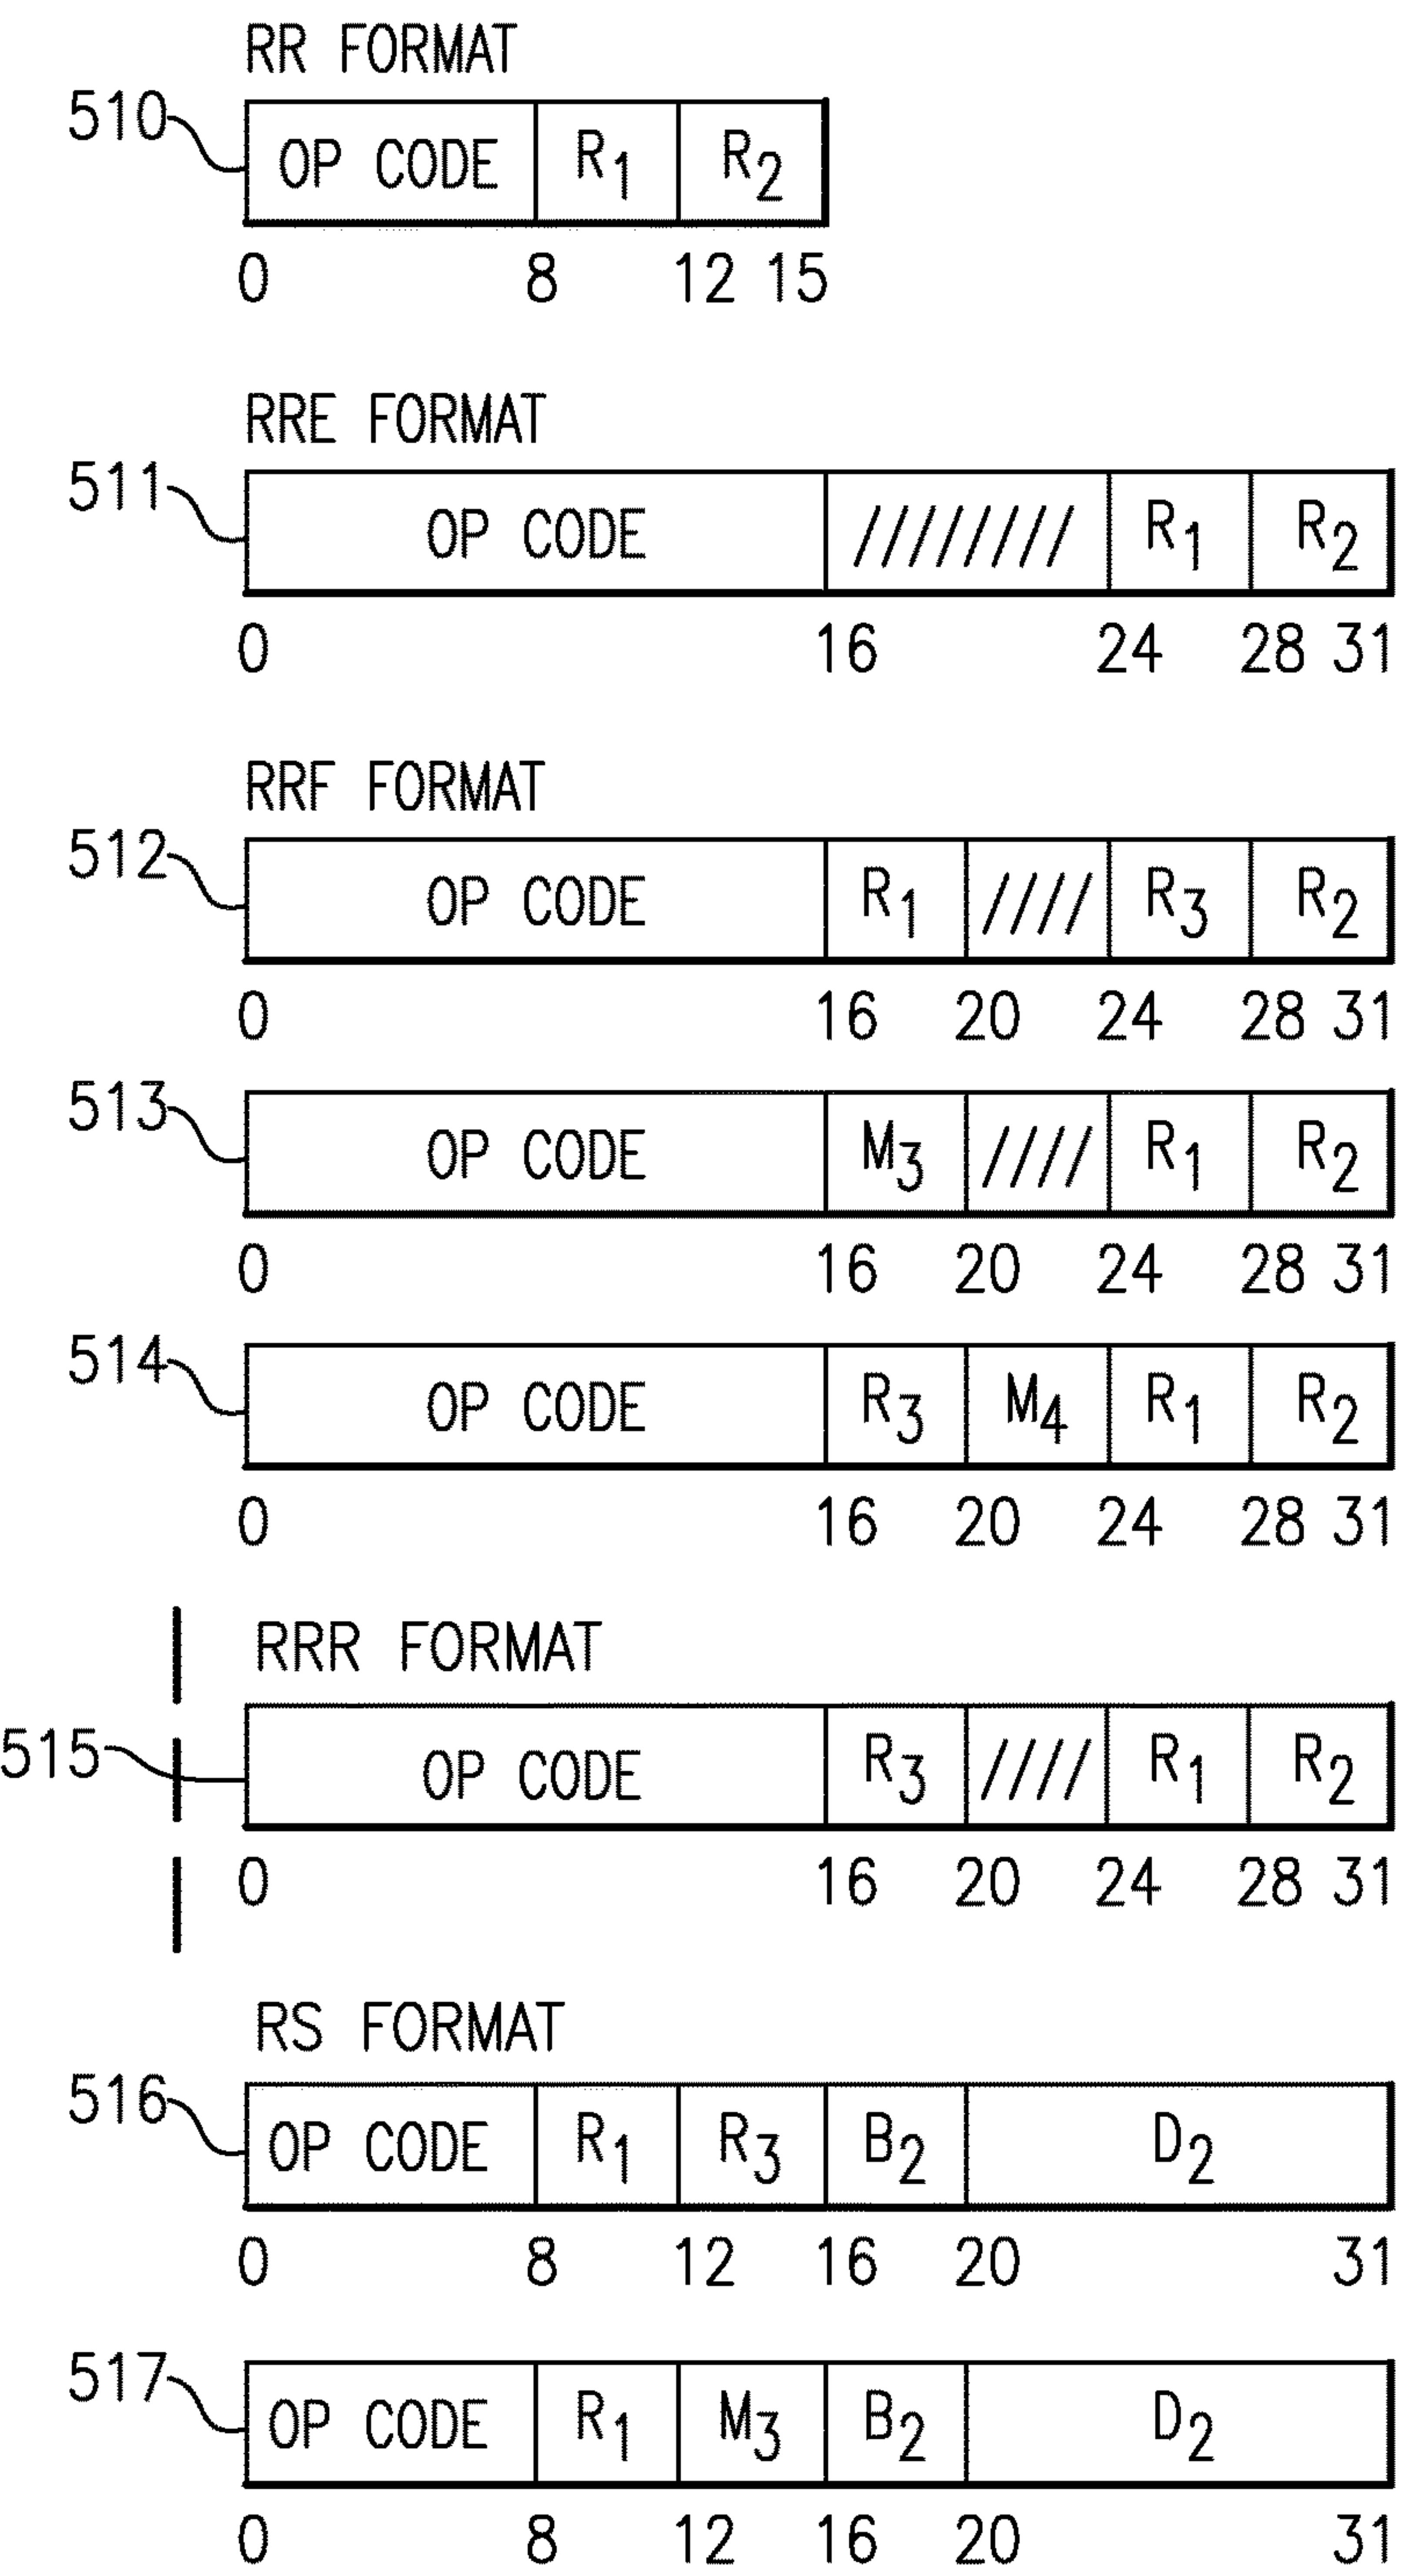 RR FORMAT
510
OP CODE R1 R2
0 8 12 15
RRE FORMAT
511
OP CODE //////// R1 R2
0 16 24 28 31
RRF FORMAT
512
OP CODE R1 //// R3 R2
0 16 20 24 28 31
513
OP CODE M3 //// R1 R2
0 16 20 24 28 31
514
OP CODE R3 M4 R1 R2
0 16 20 24 28 31
RRR FORMAT
515
OP CODE R3 //// R1 R2
0 16 20 24 28 31
RS FORMAT
516
OP CODE R1 R3 B2 D2
0 8 12 16 20 31
517
OP CODE R1 M3 B2 D2
0 8 12 16 20 31